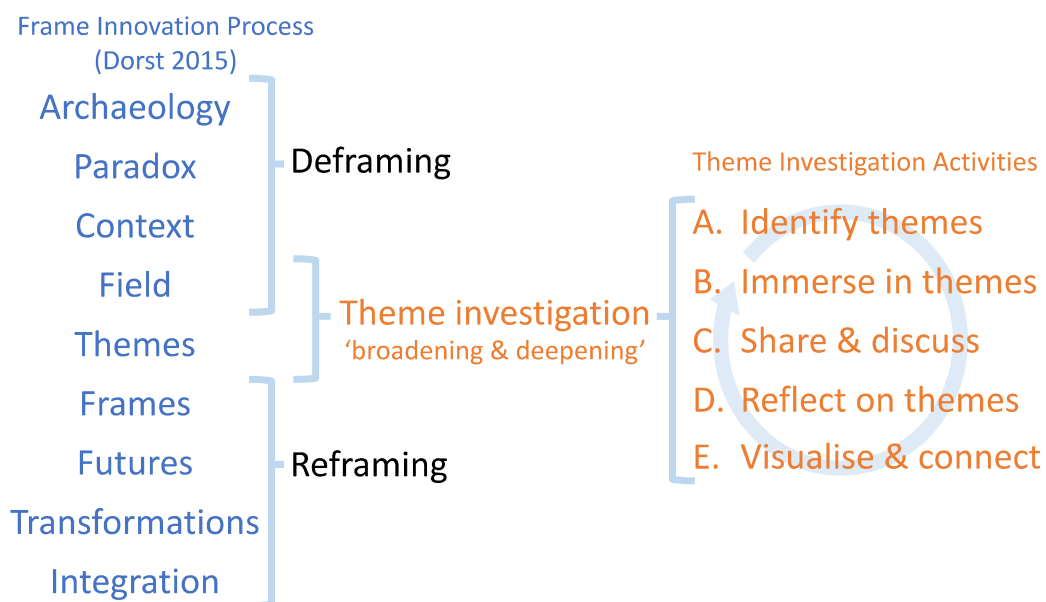 Frame Innovation Process
(Dorst 2015)
Archaeology
Paradox
Context
Field
Themes
Frames
Futures
Transformations
Integration
Deframing
Theme investigation
‘broadening & deepening’
Reframing
Theme Investigation Activities
A. Identify themes
B. Immerse in themes
C. Share & discuss
D. Reflect on themes
E. Visualise & connect